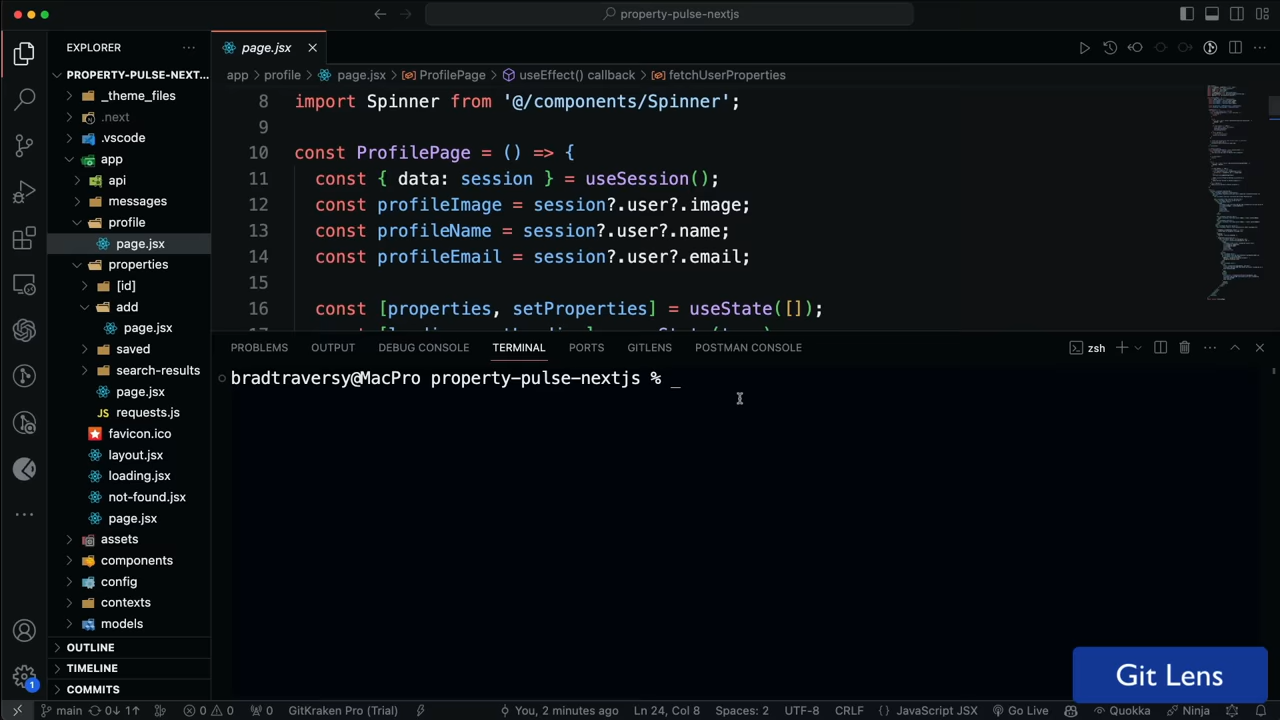 property-pulse-nextjs
EXPLORER
page.jsx
PROPERTY-PULSE-NEXT...
app
profile
page.jsx
ProfilePage
useEffect() callback
fetchUserProperties
_theme_files
.next
.vscode
app
api
messages
profile
page.jsx
properties
[id]
add
page.jsx
saved
search-results
page.jsx
JS requests.js
favicon.ico
layout.jsx
loading.jsx
not-found.jsx
page.jsx
assets
components
config
contexts
models
OUTLINE
TIMELINE
COMMITS
8 import Spinner from '@/components/Spinner';
9
10 const ProfilePage = () => {
11 const { data: session } = useSession();
12 const profileImage = session?.user?.image;
13 const profileName = session?.user?.name;
14 const profileEmail = session?.user?.email;
15
16 const [properties, setProperties] = useState([]);
PROBLEMS
OUTPUT
DEBUG CONSOLE
TERMINAL
PORTS
GITLENS
POSTMAN CONSOLE
zsh
bradtraversy@MacPro property-pulse-nextjs % _
Git Lens
1
main
0↓ 1↑
0
0
0
GitKraken Pro (Trial)
You, 2 minutes ago
Ln 24, Col 8
Spaces: 2
UTF-8
CRLF
{ } JavaScript JSX
Go Live
Quokka
Ninja